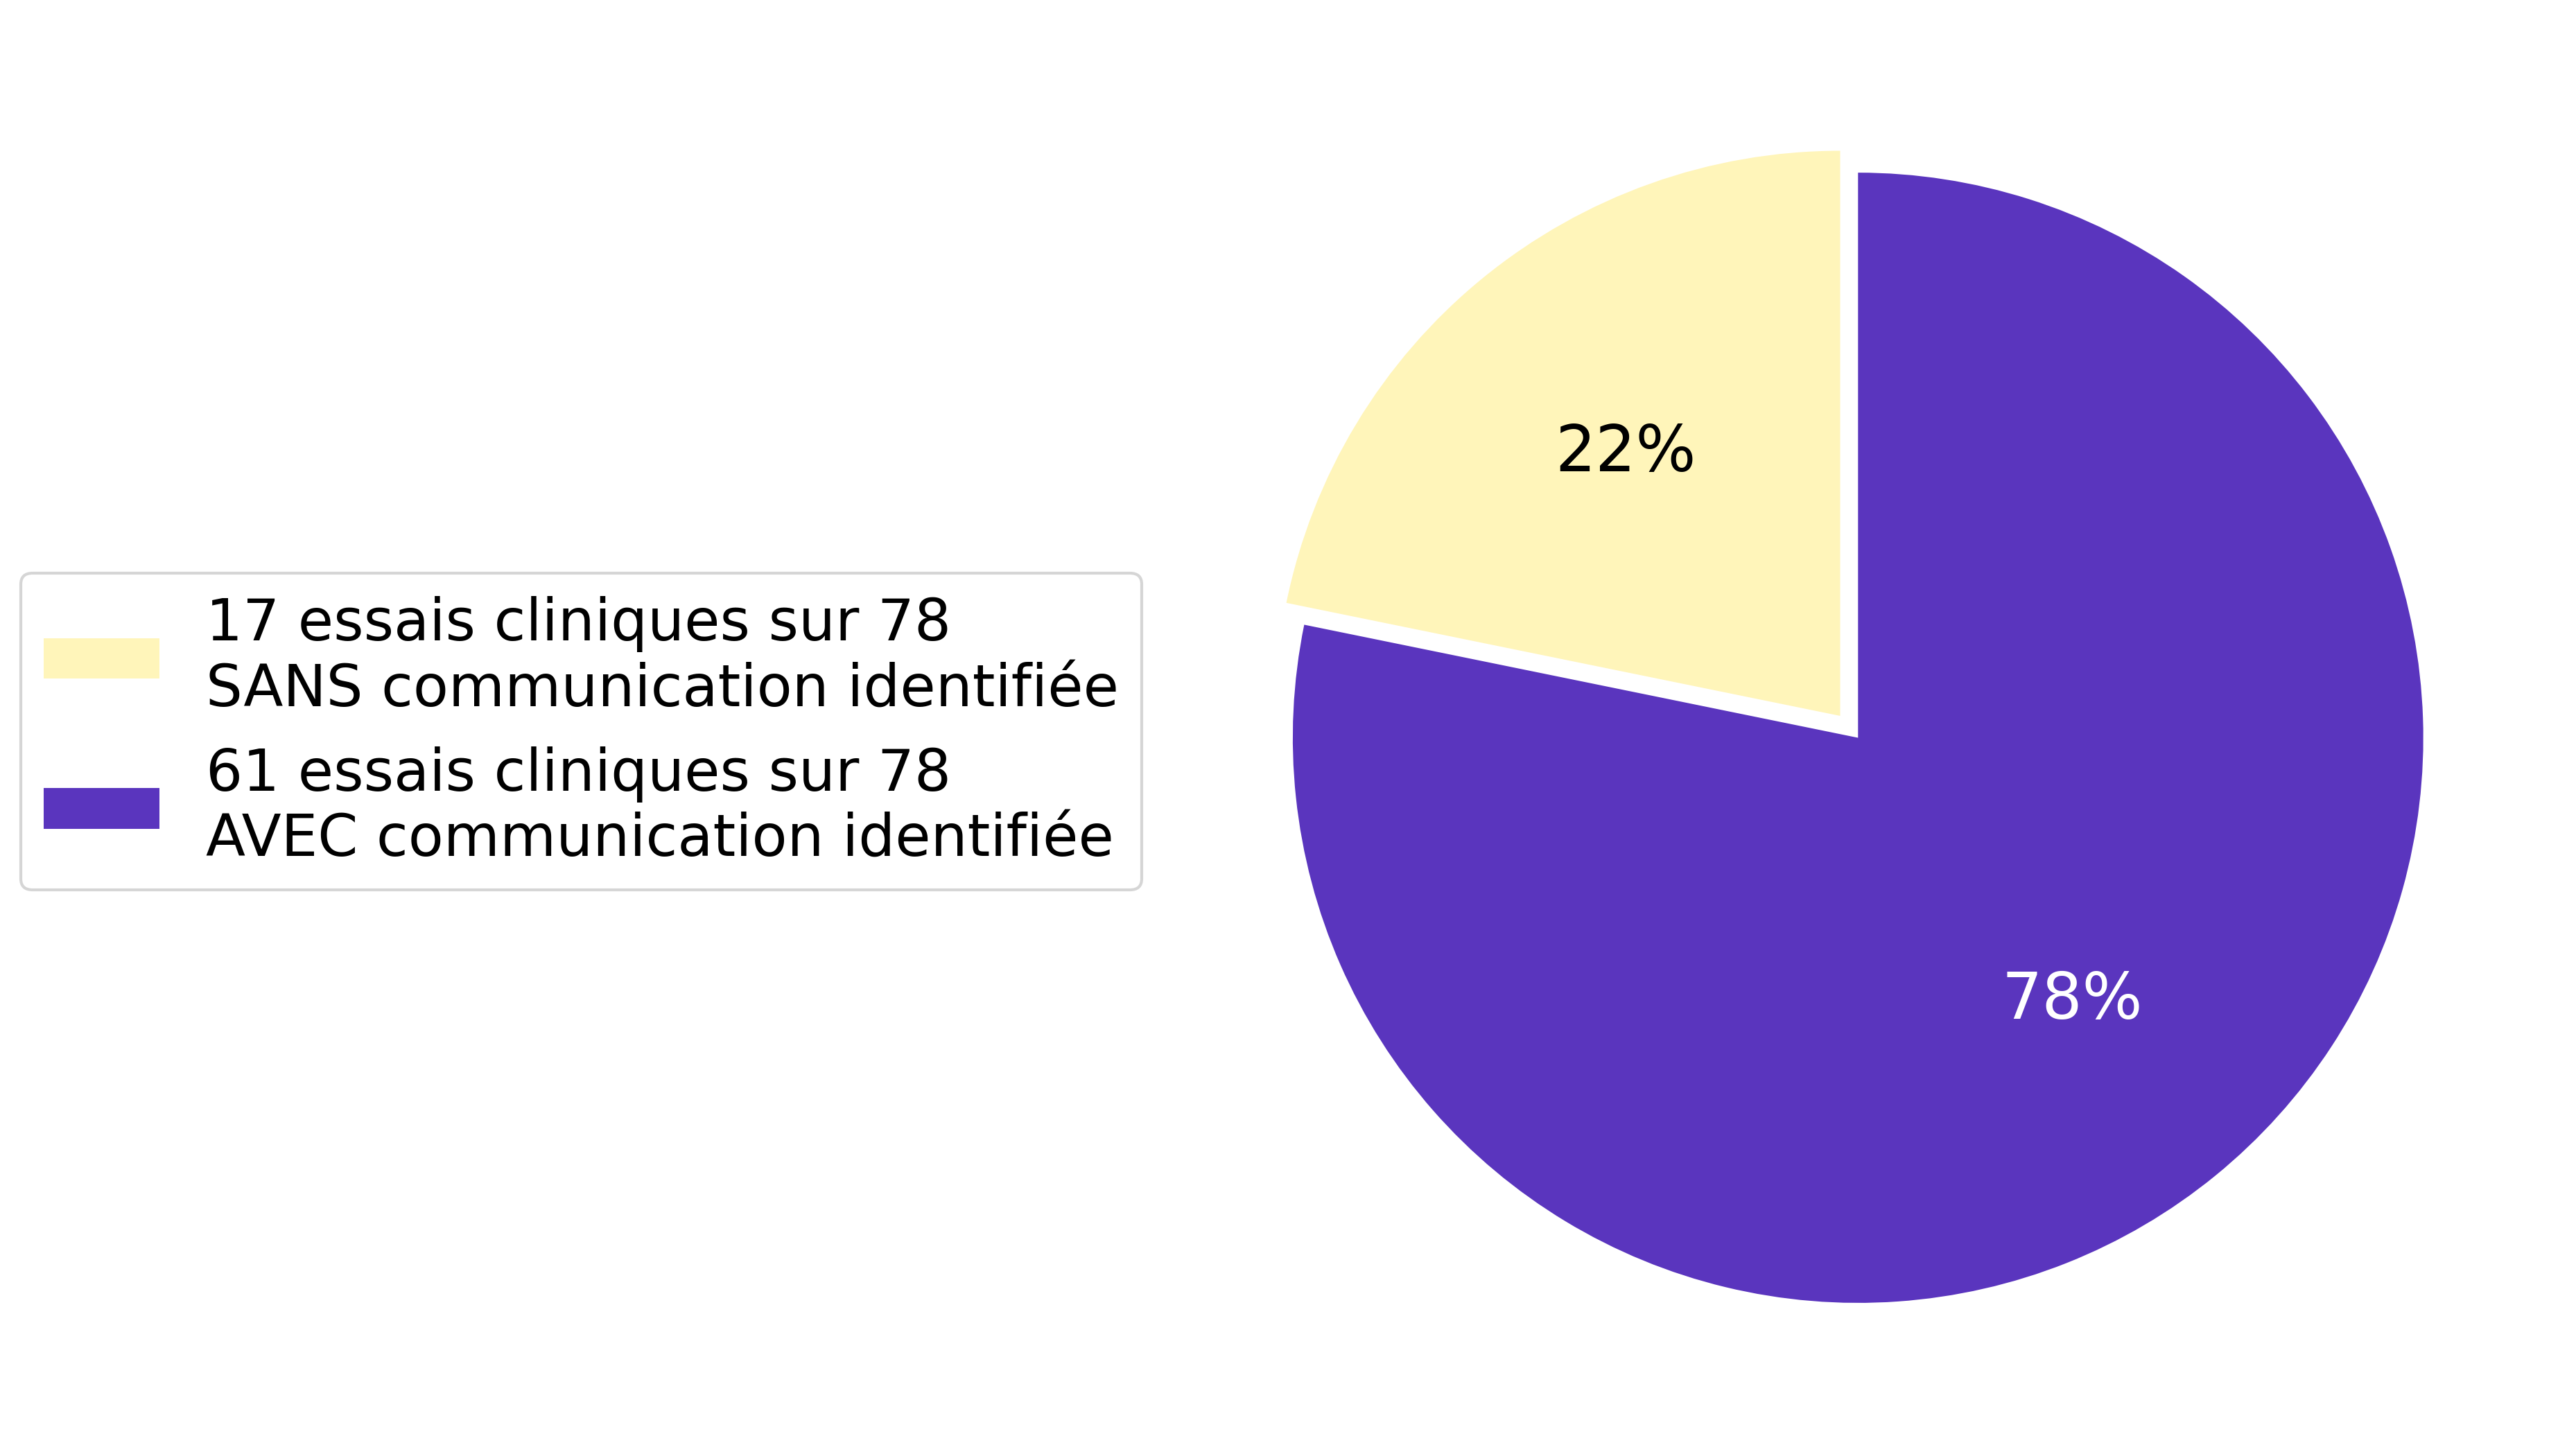 17 essais cliniques sur 78
SANS communication identifiée
61 essais cliniques sur 78
AVEC communication identifiée
22%
78%